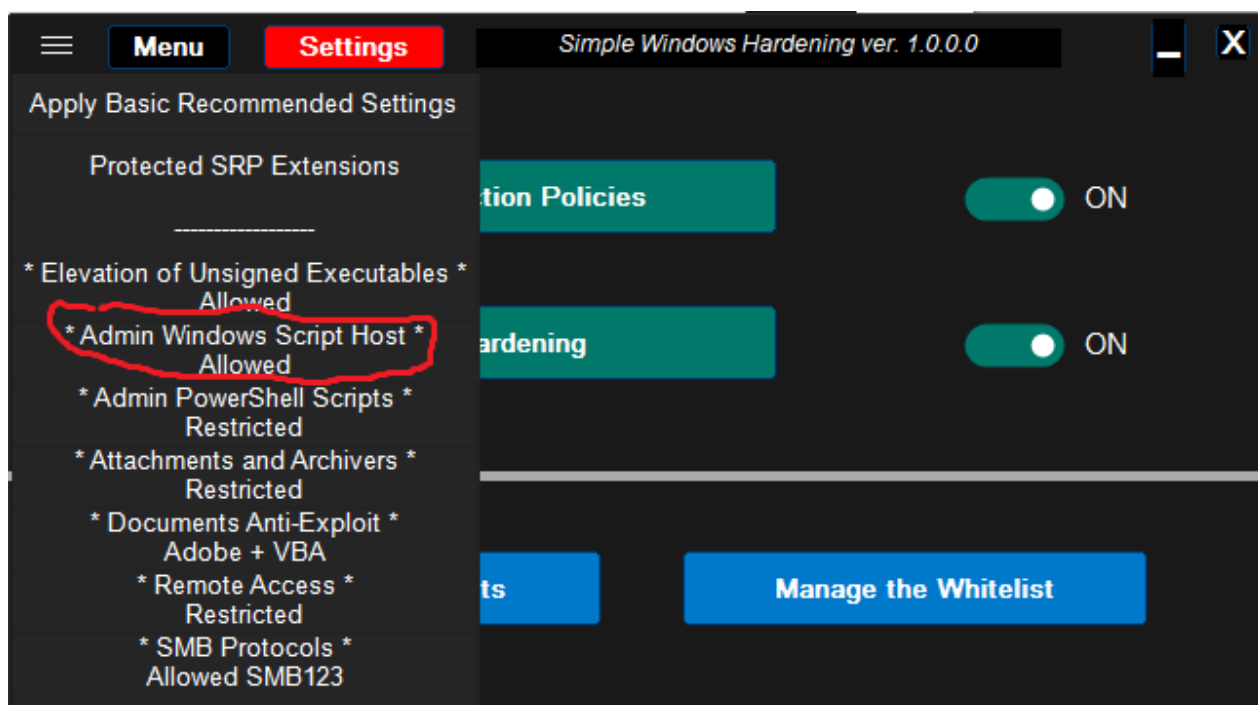 Menu
Settings
Simple Windows Hardening ver. 1.0.0.0
X
Apply Basic Recommended Settings
Protected SRP Extensions
------------------
* Elevation of Unsigned Executables *
Allowed
* Admin Windows Script Host *
Allowed
* Admin PowerShell Scripts *
Restricted
* Attachments and Archivers *
Restricted
* Documents Anti-Exploit *
Adobe + VBA
* Remote Access *
Restricted
* SMB Protocols *
Allowed SMB123
tion Policies
ON
ardening
ON
ts
Manage the Whitelist